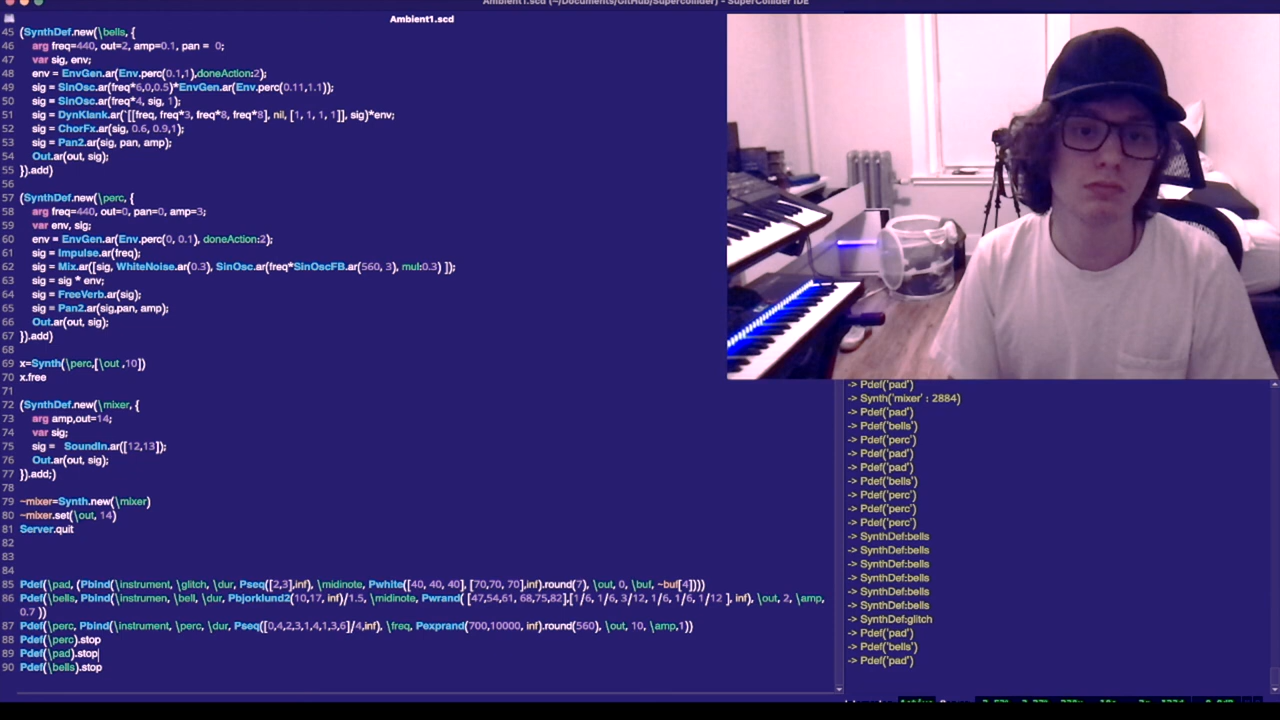 Ambient1.scd (~/Documents/GitHub/Supercollider) - SuperCollider IDE
Ambient1.scd
45 (SynthDef.new(\bells, {
46 arg freq=440, out=2, amp=0.1, pan = 0;
47 var sig, env;
48 env = EnvGen.ar(Env.perc(0.1,1),doneAction:2);
49 sig = SinOsc.ar(freq*6,0,0.5)*EnvGen.ar(Env.perc(0.11,1.1));
50 sig = SinOsc.ar(freq*4, sig, 1);
51 sig = DynKlank.ar(`[[freq, freq*3, freq*8, freq*8], nil, [1, 1, 1, 1]], sig)*env;
52 sig = ChorFx.ar(sig, 0.6, 0.9,1);
53 sig = Pan2.ar(sig, pan, amp);
54 Out.ar(out, sig);
55 }).add)
56
57 (SynthDef.new(\perc, {
58 arg freq=440, out=0, pan=0, amp=3;
59 var env, sig;
60 env = EnvGen.ar(Env.perc(0, 0.1), doneAction:2);
61 sig = Impulse.ar(freq);
62 sig = Mix.ar([sig, WhiteNoise.ar(0.3), SinOsc.ar(freq*SinOscFB.ar(560, 3), mul:0.3) ]);
63 sig = sig * env;
64 sig = FreeVerb.ar(sig);
65 sig = Pan2.ar(sig,pan, amp);
66 Out.ar(out, sig);
67 }).add)
68
69 x=Synth(\perc,[\out ,10])
70 x.free
71
72 (SynthDef.new(\mixer, {
73 arg amp,out=14;
74 var sig;
75 sig = SoundIn.ar([12,13]);
76 Out.ar(out, sig);
77 }).add;)
78
79 ~mixer=Synth.new(\mixer)
80 ~mixer.set(\out, 14)
81 Server.quit
82
83
84
85 Pdef(\pad, (Pbind(\instrument, \glitch, \dur, Pseq([2,3],inf), \midinote, Pwhite([40, 40, 40], [70,70, 70],inf).round(7), \out, 0, \buf, ~buf[4])))
86 Pdef(\bells, Pbind(\instrumen, \bell, \dur, Pbjorklund2(10,17, inf)/1.5, \midinote, Pwrand( [47,54,61, 68,75,82],[1/6, 1/6, 3/12, 1/6, 1/6, 1/12 ], inf), \out, 2, \amp,
0.7 ))
87 Pdef(\perc, Pbind(\instrument, \perc, \dur, Pseq([0,4,2,3,1,4,1,3,6]/4,inf), \freq, Pexprand(700,10000, inf).round(560), \out, 10, \amp,1))
88 Pdef(\perc).stop
89 Pdef(\pad).stop
90 Pdef(\bells).stop
-> Pdef('pad')
-> Synth('mixer' : 2884)
-> Pdef('pad')
-> Pdef('bells')
-> Pdef('perc')
-> Pdef('pad')
-> Pdef('pad')
-> Pdef('bells')
-> Pdef('perc')
-> Pdef('perc')
-> Pdef('perc')
-> SynthDef:bells
-> SynthDef:bells
-> SynthDef:bells
-> SynthDef:bells
-> SynthDef:bells
-> SynthDef:bells
-> SynthDef:glitch
-> Pdef('pad')
-> Pdef('bells')
-> Pdef('pad')